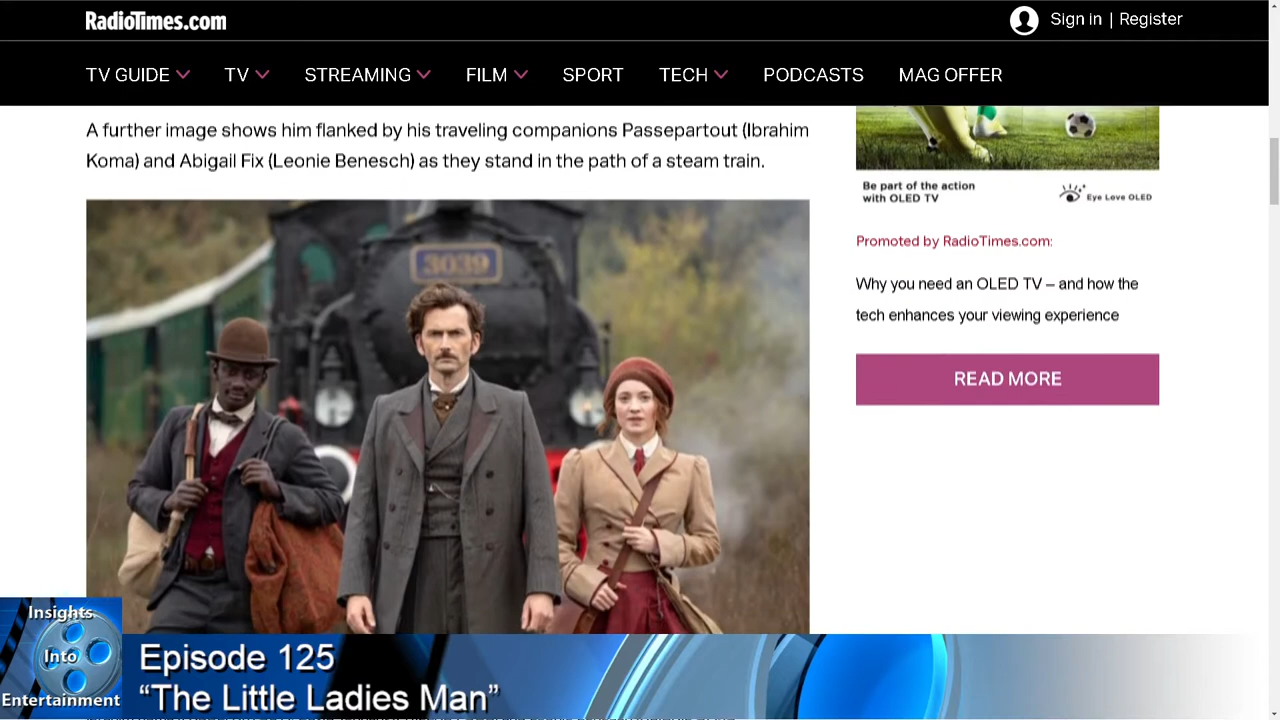 RadioTimes.com
Sign in | Register
TV GUIDE TV STREAMING FILM SPORT TECH PODCASTS MAG OFFER
A further image shows him flanked by his traveling companions Passepartout (Ibrahim
Koma) and Abigail Fix (Leonie Benesch) as they stand in the path of a steam train.
3039
Be part of the action
with OLED TV
Eye Love OLED
Promoted by RadioTimes.com:
Why you need an OLED TV – and how the
tech enhances your viewing experience
READ MORE
Insights
Into
Entertainment
Episode 125
“The Little Ladies Man”